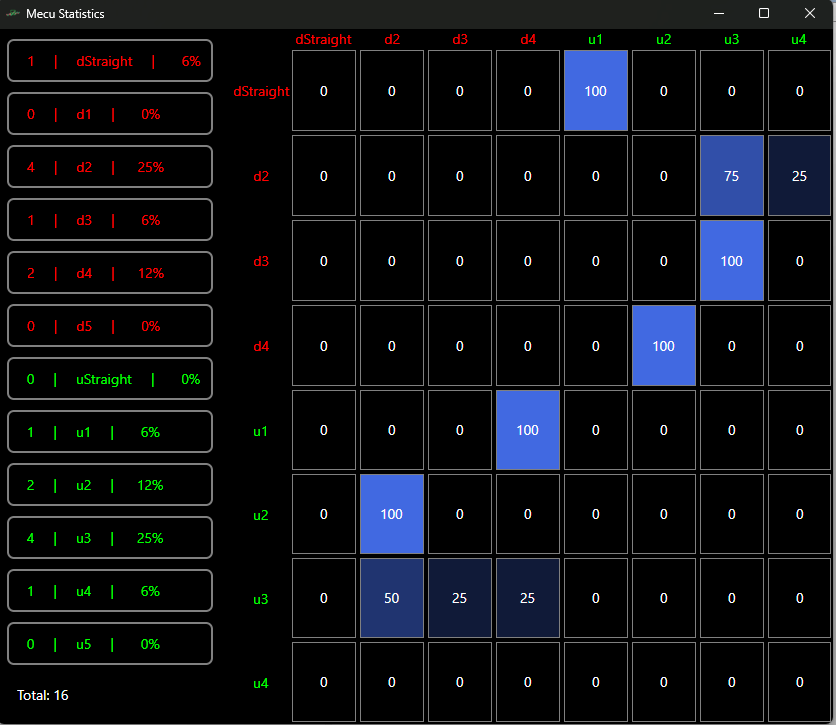 Mecu Statistics
1 | dStraight | 6%
0 | d1 | 0%
4 | d2 | 25%
1 | d3 | 6%
2 | d4 | 12%
0 | d5 | 0%
0 | uStraight | 0%
1 | u1 | 6%
2 | u2 | 12%
4 | u3 | 25%
1 | u4 | 6%
0 | u5 | 0%
Total: 16
dStraight d2 d3 d4 u1 u2 u3 u4
dStraight 0 0 0 0 100 0 0 0
d2 0 0 0 0 0 0 75 25
d3 0 0 0 0 0 0 100 0
d4 0 0 0 0 0 100 0 0
u1 0 0 0 100 0 0 0 0
u2 0 100 0 0 0 0 0 0
u3 0 50 25 25 0 0 0 0
u4 0 0 0 0 0 0 0 0